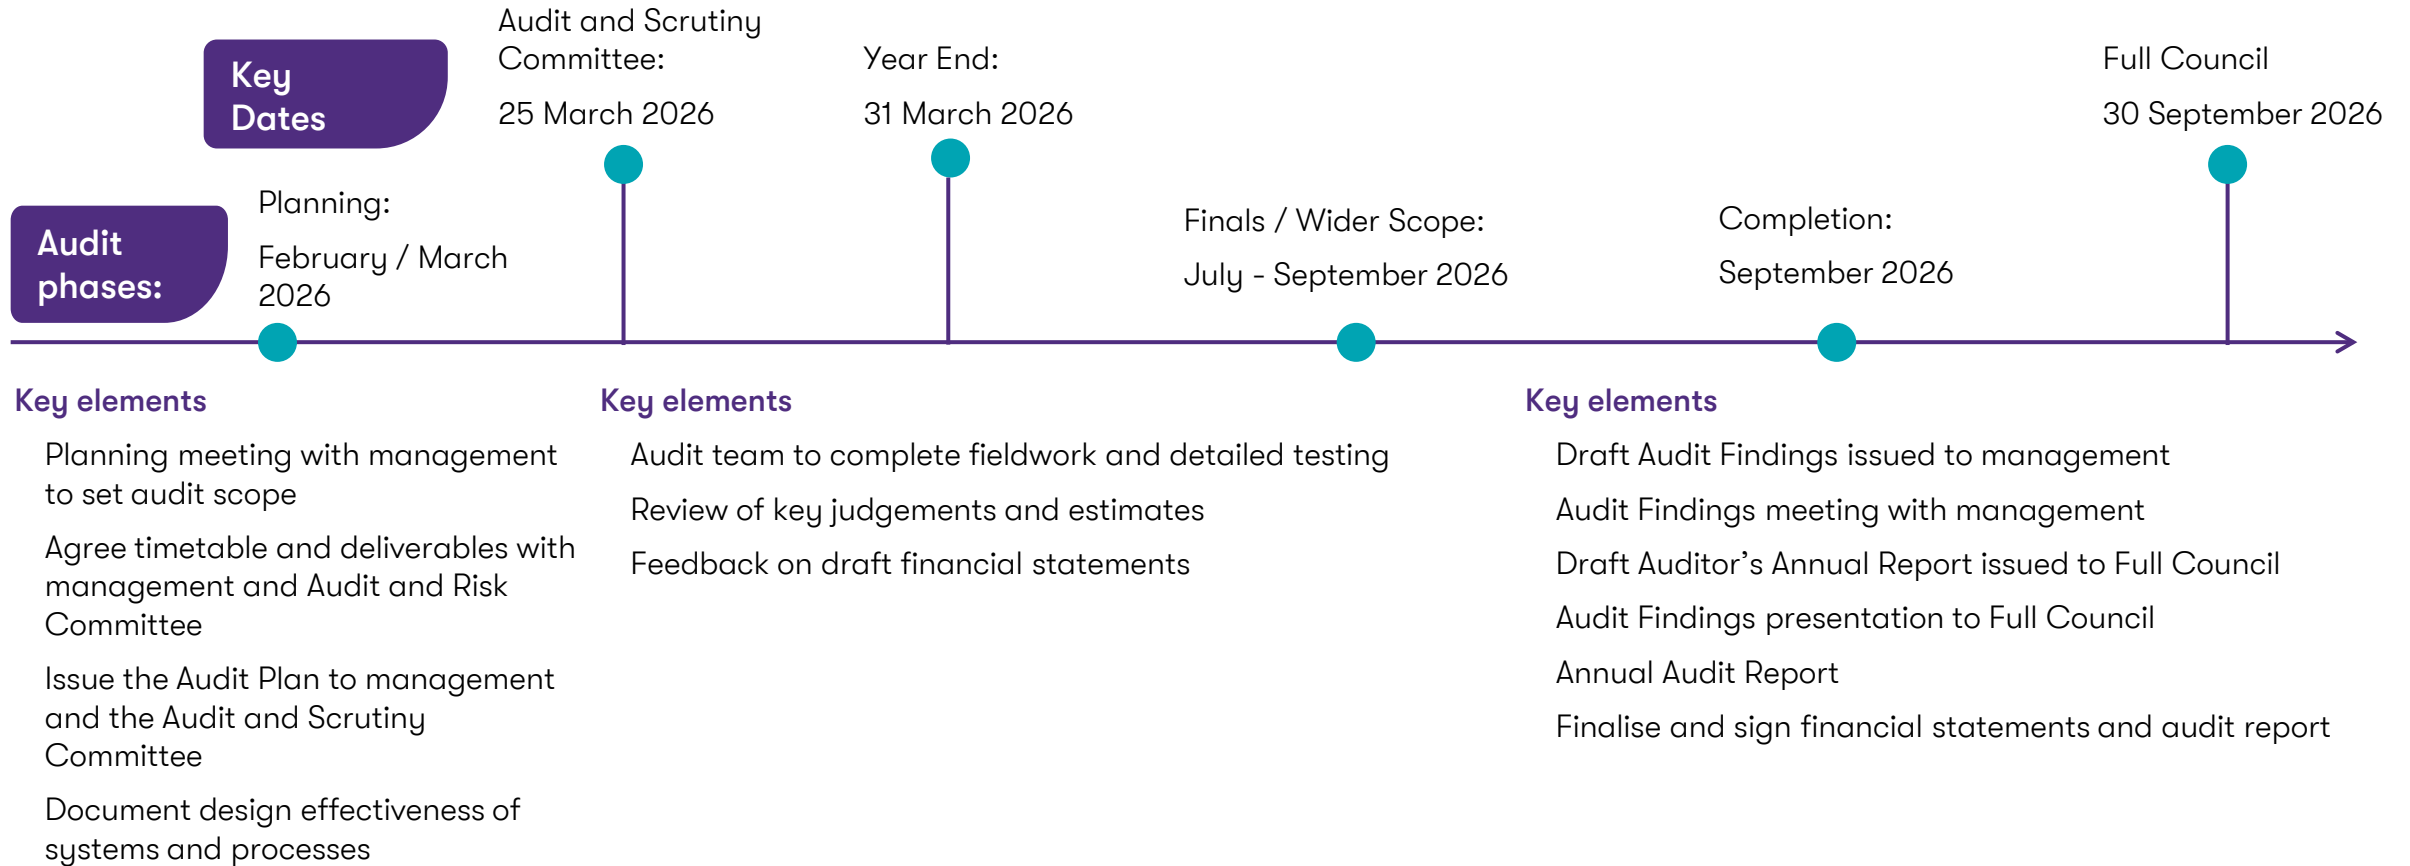 Key
Dates
Audit and Scrutiny
Committee:
25 March 2026
Year End:
31 March 2026
Full Council
30 September 2026
Audit
phases:
Planning:
February / March
2026
Finals / Wider Scope:
July - September 2026
Completion:
September 2026
Key elements
Planning meeting with management
to set audit scope
Agree timetable and deliverables with
management and Audit and Risk
Committee
Issue the Audit Plan to management
and the Audit and Scrutiny
Committee
Document design effectiveness of
systems and processes
Key elements
Audit team to complete fieldwork and detailed testing
Review of key judgements and estimates
Feedback on draft financial statements
Key elements
Draft Audit Findings issued to management
Audit Findings meeting with management
Draft Auditor’s Annual Report issued to Full Council
Audit Findings presentation to Full Council
Annual Audit Report
Finalise and sign financial statements and audit report